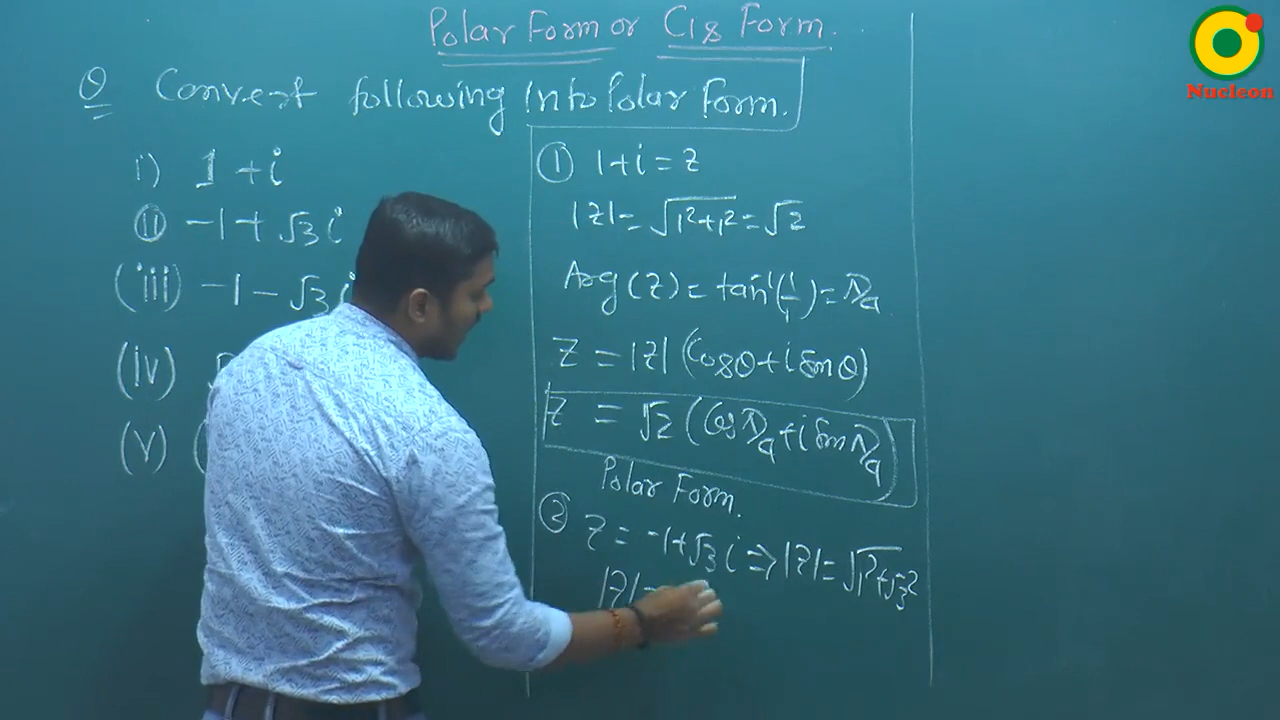 Polar Form or Cis Form.
Q Convert following into Polar Form.
i) 1 + i
(ii) -1 + √3 i
(iii) -1 - √3 i
(iv)
(v) (
① 1 + i = z
|z| = √1²+1² = √2
Arg (z) = tan⁻¹(1/1) = π/4
z = |z| (Cosθ + i sinθ)
z = √2 (Cos π/4 + i sin π/4)
Polar Form.
② z = -1 + √3 i ⇒ |z| = √1²+√3²
|z| =
Nucleon